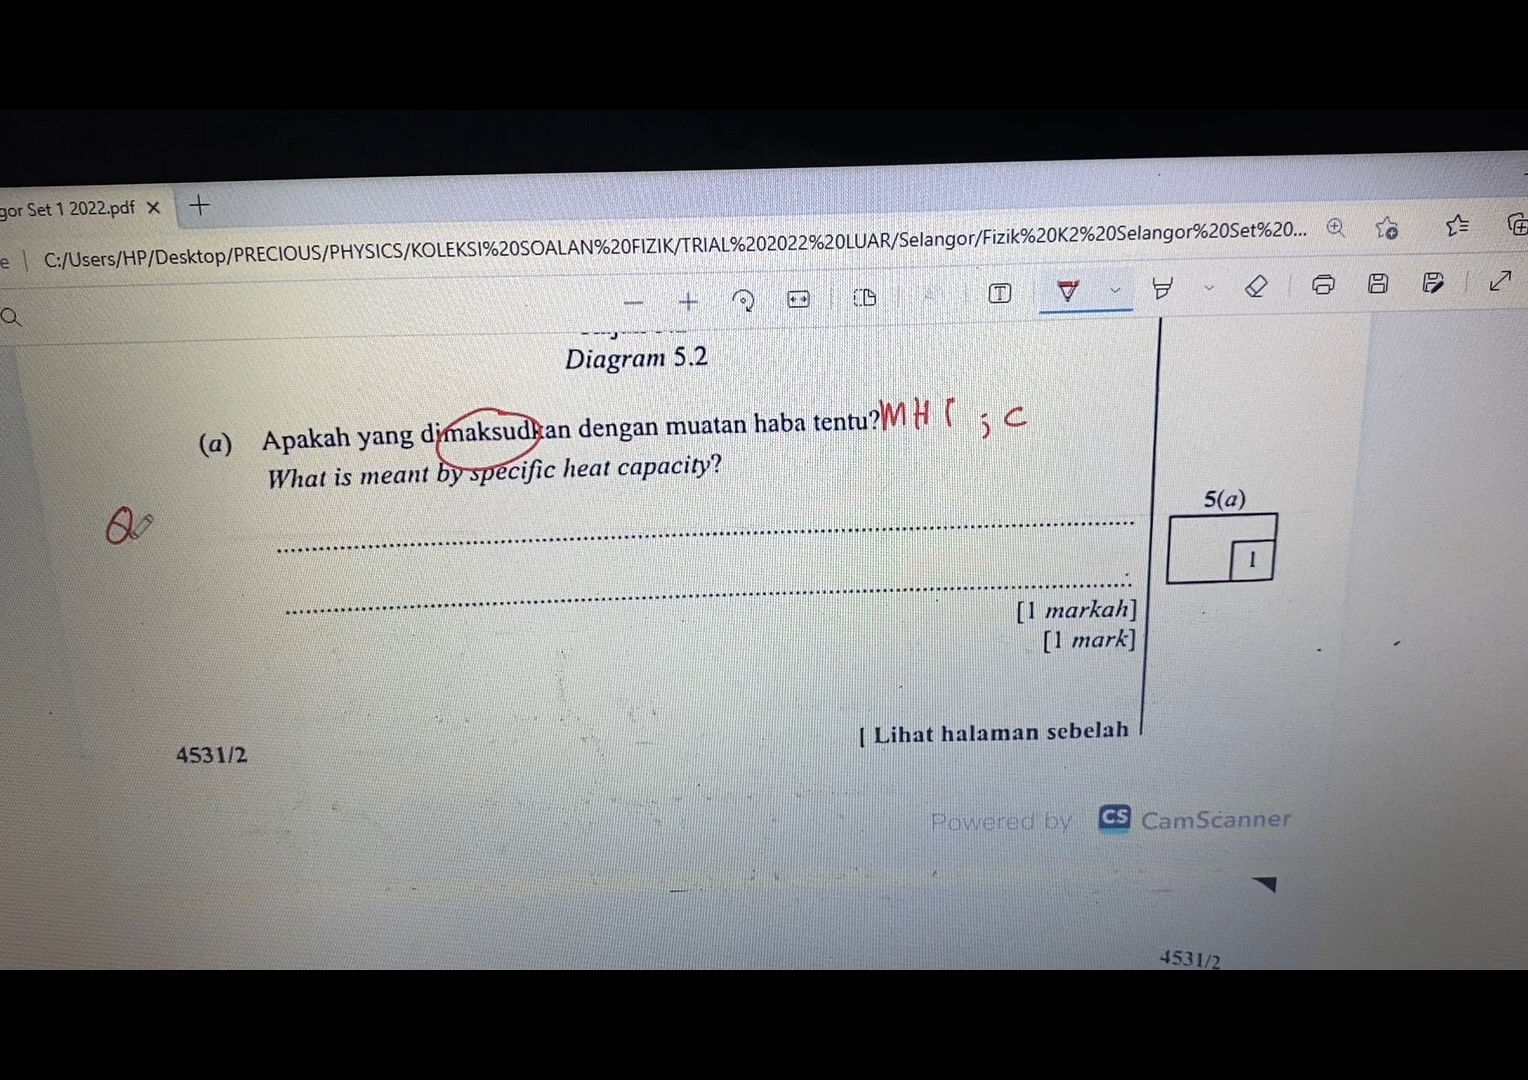 gor Set 1 2022.pdf
C:/Users/HP/Desktop/PRECIOUS/PHYSICS/KOLEKSI%20SOALAN%20FIZIK/TRIAL%202022%20LUAR/Selangor/Fizik%20K2%20Selangor%20Set%20...
Diagram 5.2
(a) Apakah yang dimaksudkan dengan muatan haba tentu? MHT ; C
What is meant by specific heat capacity?
Q
5(a)
1
[1 markah]
[1 mark]
[ Lihat halaman sebelah
4531/2
Powered by CS CamScanner
4531/2